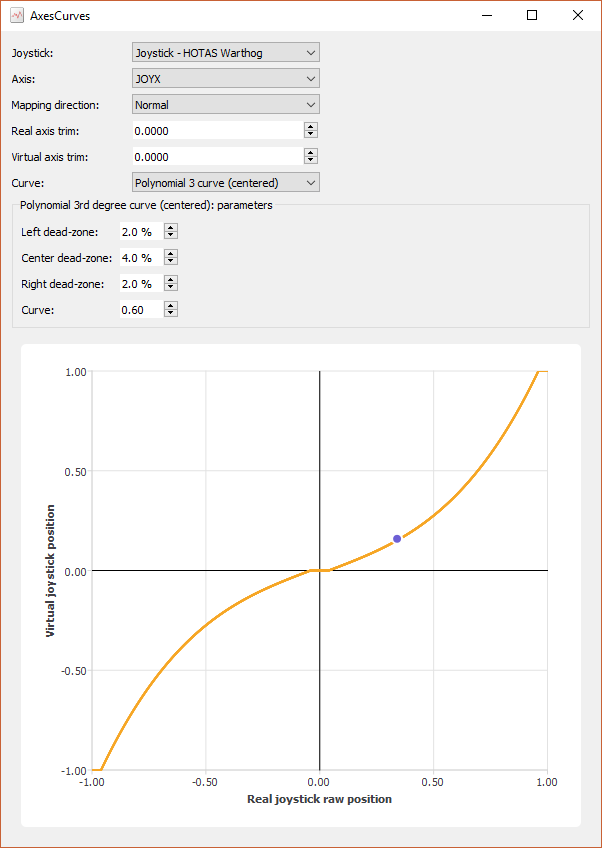 AxesCurves
Joystick: Joystick - HOTAS Warthog
Axis: JOYX
Mapping direction: Normal
Real axis trim: 0.0000
Virtual axis trim: 0.0000
Curve: Polynomial 3 curve (centered)
Polynomial 3rd degree curve (centered): parameters
Left dead-zone: 2.0 %
Center dead-zone: 4.0 %
Right dead-zone: 2.0 %
Curve: 0.60
1.00
0.50
0.00
-0.50
-1.00
Virtual joystick position
-1.00 -0.50 0.00 0.50 1.00
Real joystick raw position